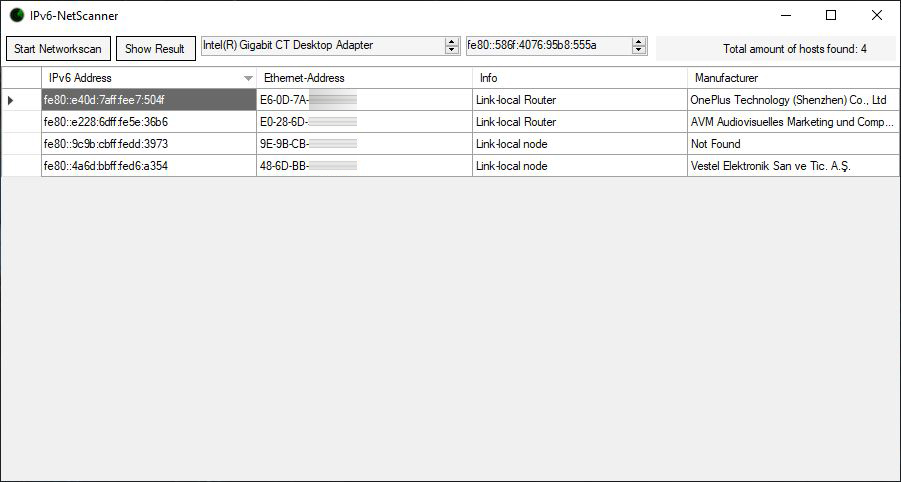 IPv6-NetScanner
Start Networkscan Show Result Intel(R) Gigabit CT Desktop Adapter fe80::586f:4076:95b8:555a Total amount of hosts found: 4
IPv6 Address Ethernet-Address Info Manufacturer
fe80::e40d:7aff:fee7:504f E6-0D-7A- Link-local Router OnePlus Technology (Shenzhen) Co., Ltd
fe80::e228:6dff:fe5e:36b6 E0-28-6D- Link-local Router AVM Audiovisuelles Marketing und Comp...
fe80::9c9b:cbff:fedd:3973 9E-9B-CB- Link-local node Not Found
fe80::4a6d:bbff:fed6:a354 48-6D-BB- Link-local node Vestel Elektronik San ve Tic. A.Ş.